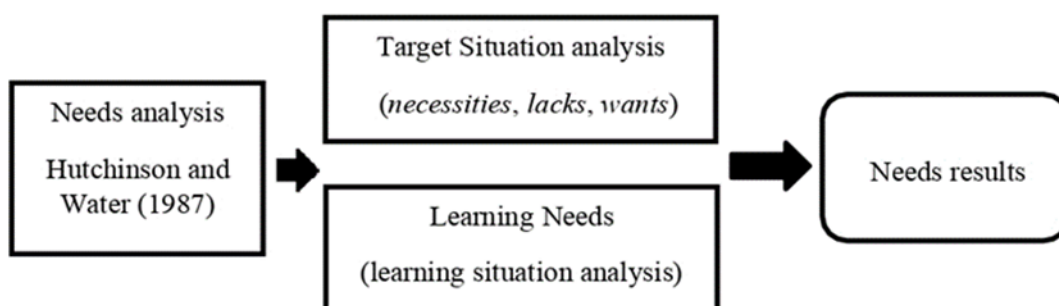 Needs analysis
Hutchinson and
Water (1987)
Target Situation analysis
(necessities, lacks, wants)
Learning Needs
(learning situation analysis)
Needs results